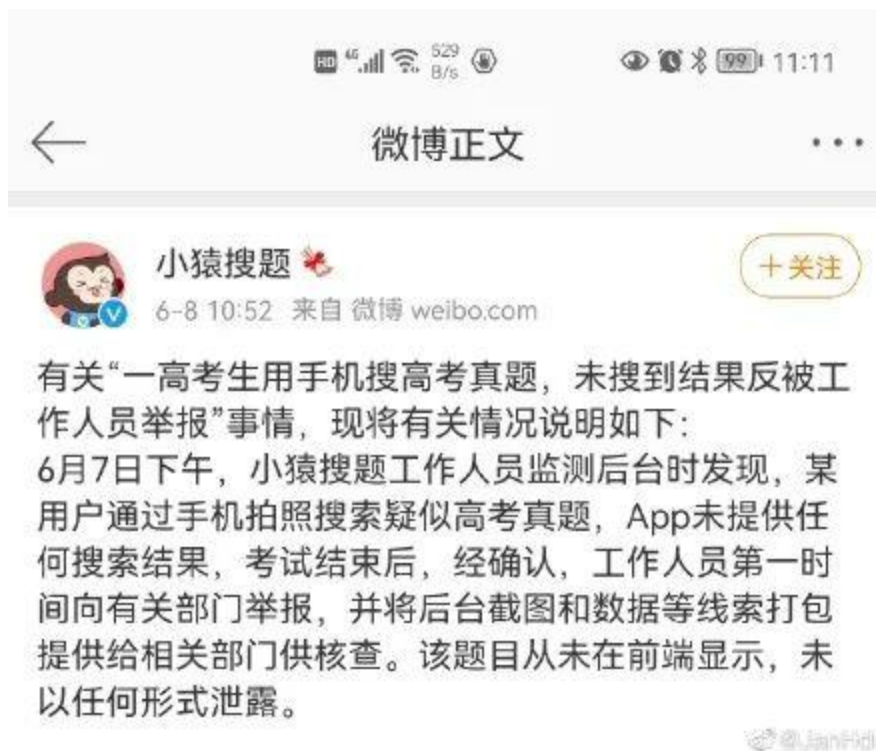 HD 4G 529 B/s 99 11:11
微博正文
小猿搜题
+关注
6-8 10:52 来自 微博 weibo.com
有关“一高考生用手机搜高考真题，未搜到结果反被工
作人员举报”事情，现将有关情况说明如下：
6月7日下午，小猿搜题工作人员监测后台时发现，某
用户通过手机拍照搜索疑似高考真题，App未提供任
何搜索结果，考试结束后，经确认，工作人员第一时
间向有关部门举报，并将后台截图和数据等线索打包
提供给相关部门供核查。该题目从未在前端显示，未
以任何形式泄露。